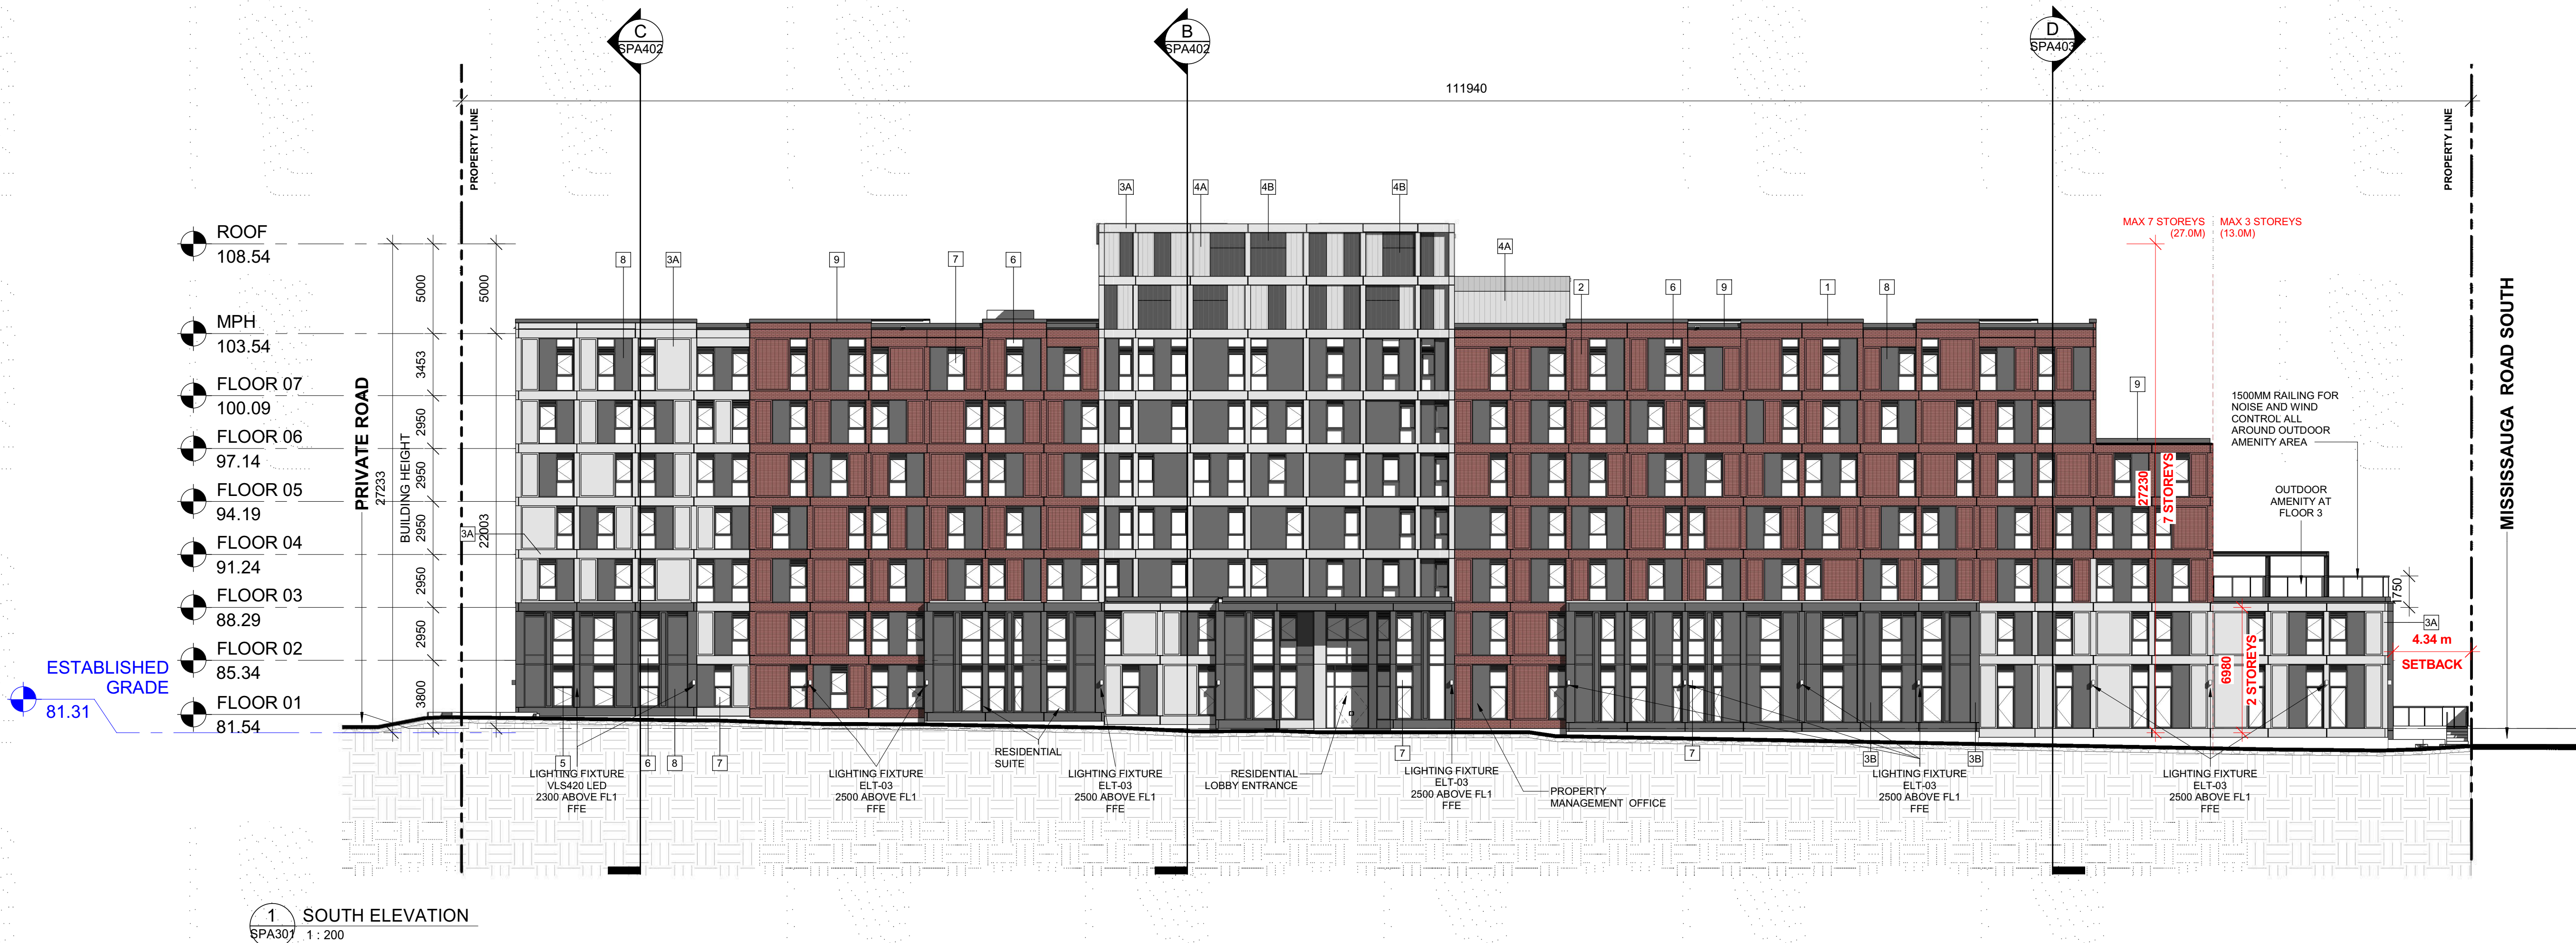 C
SPA402
B
SPA402
D
SPA403
111940
PROPERTY LINE
PROPERTY LINE
3A
4A
4B
4B
4A
MAX 7 STOREYS
(27.0M)
MAX 3 STOREYS
(13.0M)
ROOF
108.54
8
3A
9
7
6
2
6
9
1
8
5000
5000
MPH
103.54
3453
FLOOR 07
100.09
9
2950
FLOOR 06
97.14
2950
FLOOR 05
94.19
2950
FLOOR 04
91.24
2950
FLOOR 03
88.29
2950
FLOOR 02
85.34
3800
FLOOR 01
81.54
ESTABLISHED
GRADE
81.31
PRIVATE ROAD
27233
BUILDING HEIGHT
22003
3A
1500MM RAILING FOR
NOISE AND WIND
CONTROL ALL
AROUND OUTDOOR
AMENITY AREA
OUTDOOR
AMENITY AT
FLOOR 3
27230
7 STOREYS
1750
3A
4.34 m
SETBACK
6980
2 STOREYS
MISSISSAUGA ROAD SOUTH
5
6
8
7
LIGHTING FIXTURE
VLS420 LED
2300 ABOVE FL1
FFE
LIGHTING FIXTURE
ELT-03
2500 ABOVE FL1
FFE
RESIDENTIAL
SUITE
LIGHTING FIXTURE
ELT-03
2500 ABOVE FL1
FFE
RESIDENTIAL
LOBBY ENTRANCE
7
LIGHTING FIXTURE
ELT-03
2500 ABOVE FL1
FFE
PROPERTY
MANAGEMENT OFFICE
7
3B
3B
LIGHTING FIXTURE
ELT-03
2500 ABOVE FL1
FFE
LIGHTING FIXTURE
ELT-03
2500 ABOVE FL1
FFE
1
SPA301
SOUTH ELEVATION
1 : 200